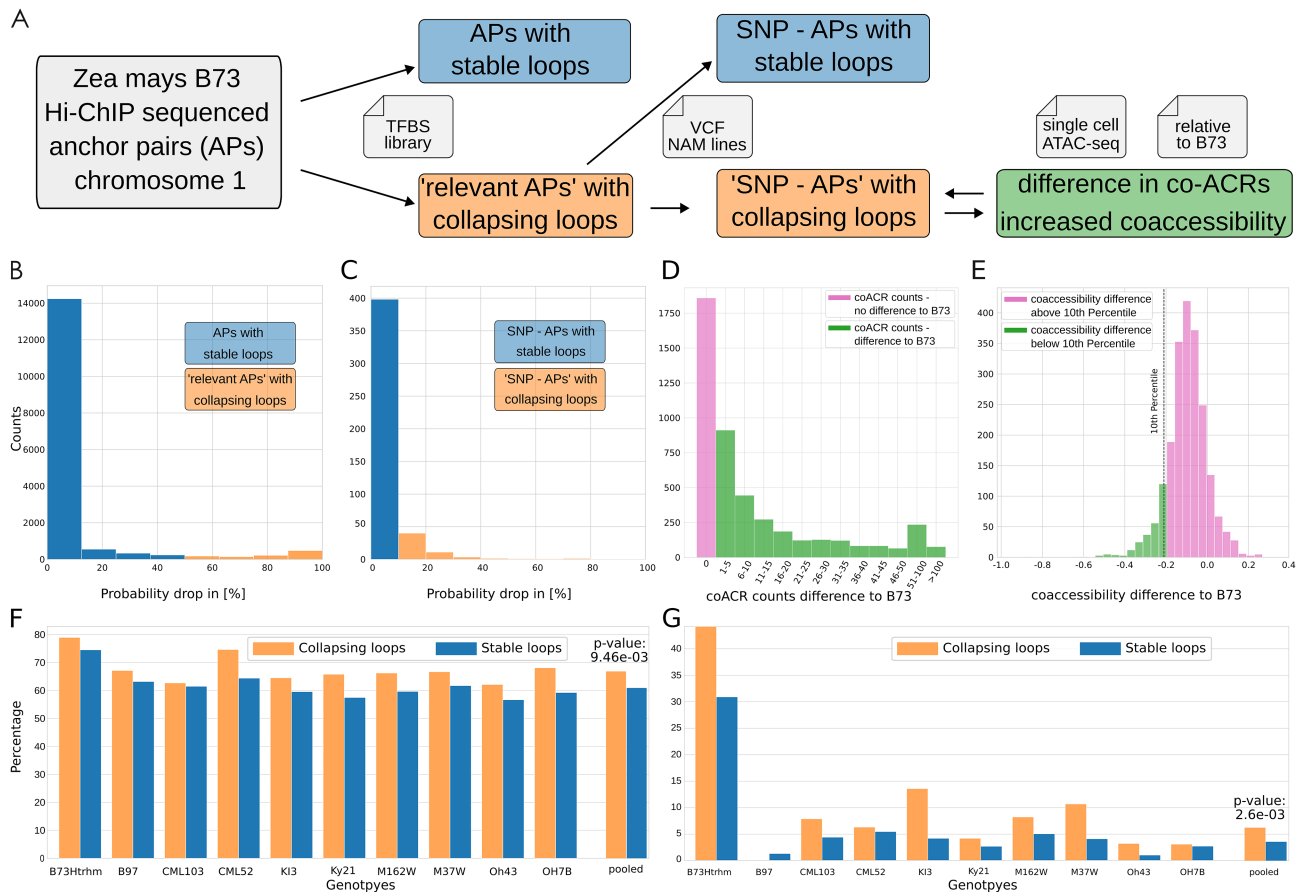 A
Zea mays B73
Hi-ChIP sequenced
anchor pairs (APs)
chromosome 1
APs with
stable loops
TFBS
library
'relevant APs' with
collapsing loops
SNP - APs with
stable loops
VCF
NAM lines
'SNP - APs' with
collapsing loops
single cell
ATAC-seq
relative
to B73
difference in co-ACRs
increased coaccessibility
B
Counts
14000
12000
10000
8000
6000
4000
2000
0
APs with
stable loops
'relevant APs' with
collapsing loops
0 20 40 60 80 100
Probability drop in [%]
C
400
350
300
250
200
150
100
50
0
SNP - APs with
stable loops
'SNP - APs' with
collapsing loops
0 20 40 60 80 100
Probability drop in [%]
D
1750
1500
1250
1000
750
500
250
0
coACR counts -
no difference to B73
coACR counts -
difference to B73
0 1-5 6-10 11-15 16-20 21-25 26-30 31-35 36-40 41-45 46-50 51-100 >100
coACR counts difference to B73
E
400
350
300
250
200
150
100
50
0
coaccessibility difference
above 10th Percentile
coaccessibility difference
below 10th Percentile
10th Percentile
-1.0 -0.8 -0.6 -0.4 -0.2 0.0 0.2 0.4
coaccessibility difference to B73
F
Percentage
80
70
60
50
40
30
20
10
0
Collapsing loops Stable loops
p-value:
9.46e-03
B73Htrhm B97 CML103 CML52 KI3 Ky21 M162W M37W Oh43 OH7B pooled
Genotpyes
G
40
35
30
25
20
15
10
5
0
Collapsing loops Stable loops
p-value:
2.6e-03
B73Htrhm B97 CML103 CML52 KI3 Ky21 M162W M37W Oh43 OH7B pooled
Genotpyes